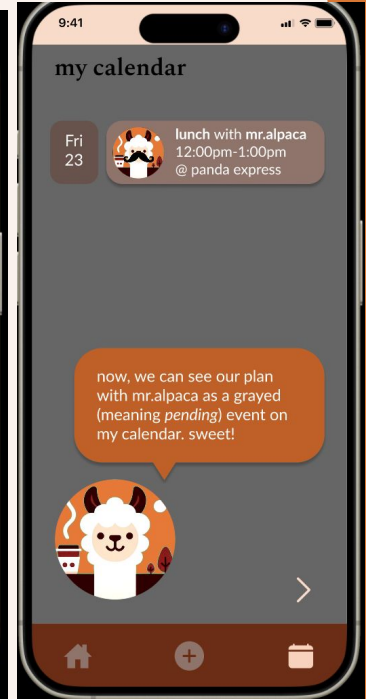 9:41
my calendar
Fri
23
lunch with mr.alpaca
12:00pm-1:00pm
@ panda express
now, we can see our plan
with mr.alpaca as a grayed
(meaning pending) event on
my calendar. sweet!